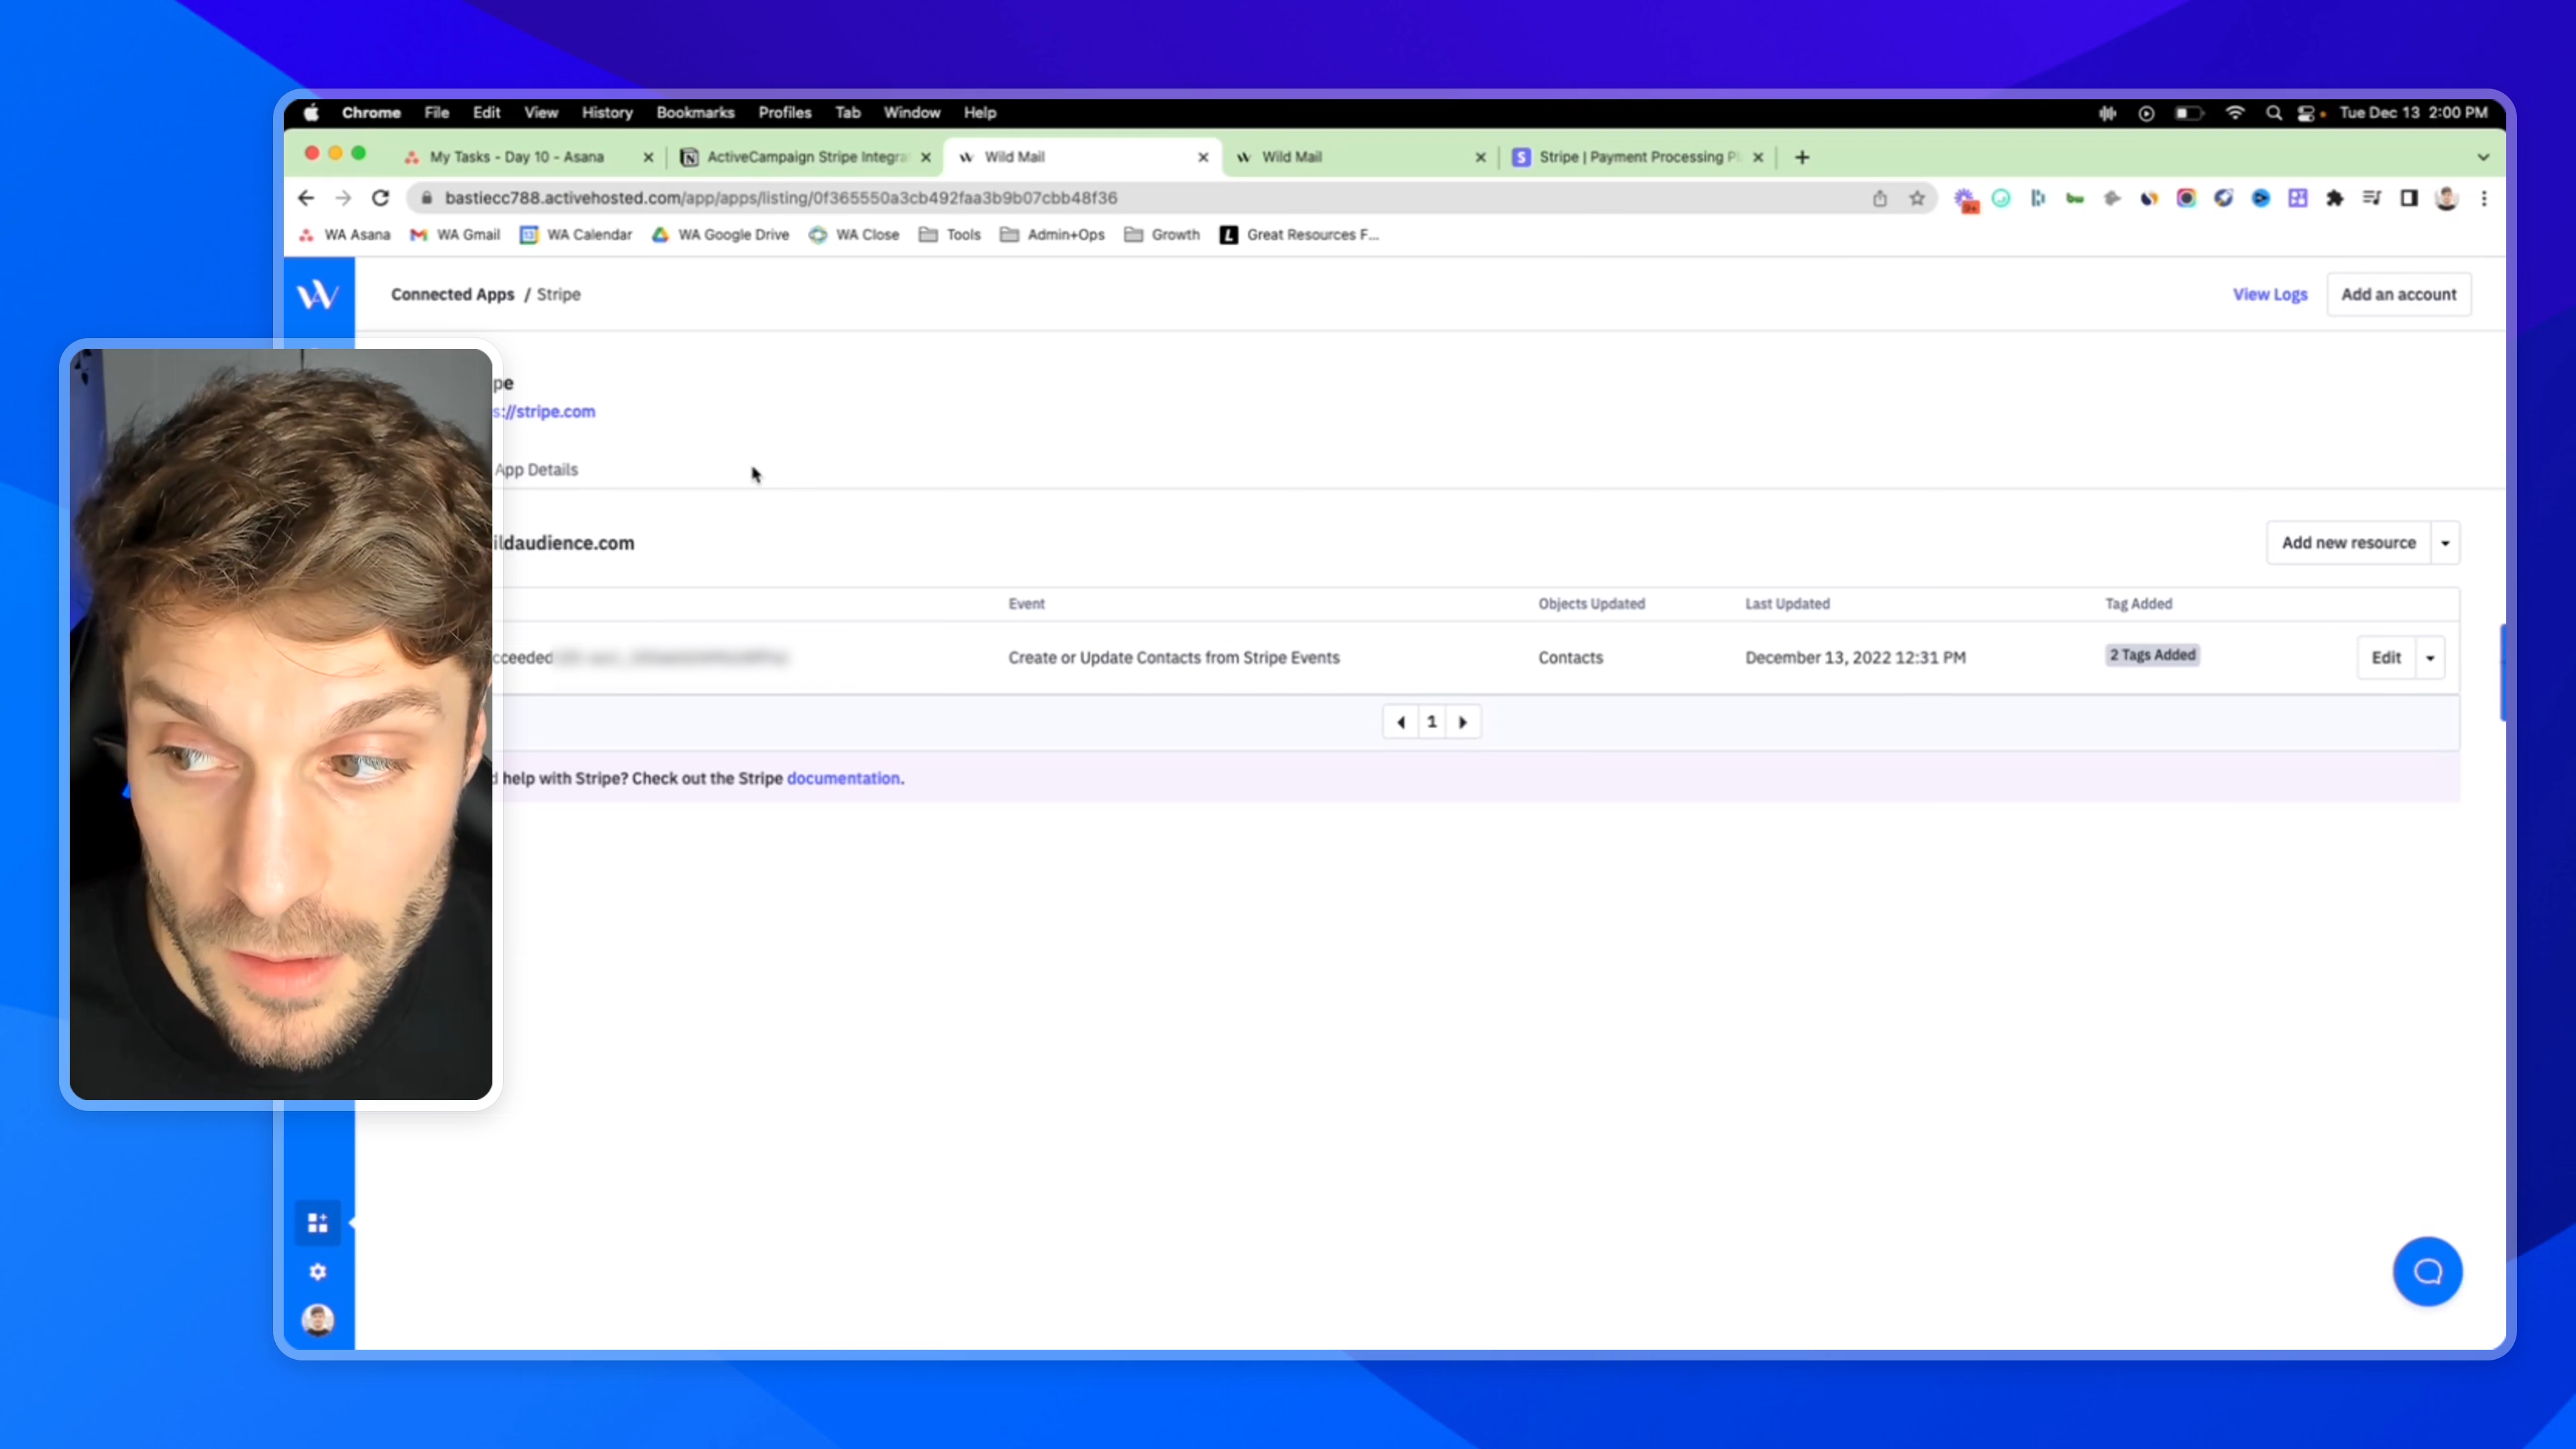 Chrome File Edit View History Bookmarks Profiles Tab Window Help Tue Dec 13 2:00 PM
My Tasks - Day 10 - Asana ActiveCampaign Stripe Integra Wild Mail Wild Mail Stripe | Payment Processing Pl
bastiecc788.activehosted.com/app/apps/listing/0f365550a3cb492faa3b9b07cbb48f36
WA Asana WA Gmail WA Calendar WA Google Drive WA Close Tools Admin+Ops Growth Great Resources F...
Connected Apps / Stripe View Logs Add an account
pe
s://stripe.com
App Details
ildaudience.com Add new resource
Event Objects Updated Last Updated Tag Added
cceeded Create or Update Contacts from Stripe Events Contacts December 13, 2022 12:31 PM 2 Tags Added Edit
1
d help with Stripe? Check out the Stripe documentation.